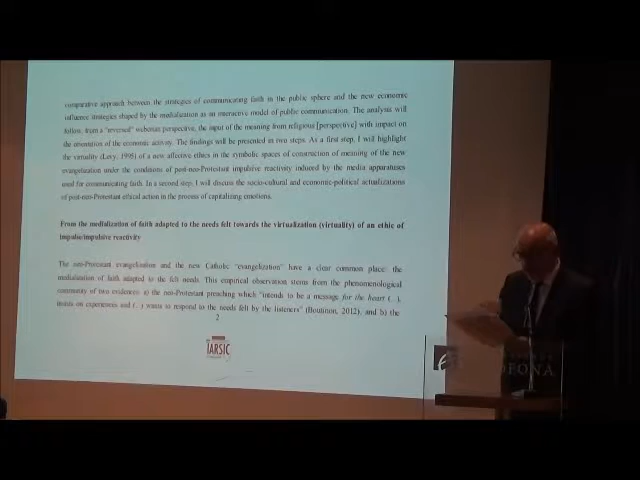 comparative approach between the strategies of communicating faith in the public sphere and the new economic
influence strategies shaped by the medialization as an interactive model of public communication. The analysis will
follow, from a "reversed" weberian perspective, the input of the meaning from religious [perspective] with impact on
the orientation of the economic activity. The findings will be presented in two steps. As a first step, I will highlight
the virtuality (Levy, 1995) of a new affective ethics in the symbolic spaces of construction of meaning of the new
evangelization under the conditions of post-neo-Protestant impulsive reactivity induced by the media apparatuses
used for communicating faith. In a second step, I will discuss the socio-cultural and economic-political actualizations
of post-neo-Protestant ethical action in the process of capitalizing emotions.
From the medialization of faith adapted to the needs felt towards the virtualization (virtuality) of an ethic of
impulse/impulsive reactivity
The neo-Protestant evangelization and the new Catholic "evangelization" have a clear common place: the
medialization of faith adapted to the felt needs. This empirical observation stems from the phenomenological
community of two evidences: a) the neo-Protestant preaching which "intends to be a message for the heart (...),
insists on experiences and (...) wants to respond to the needs felt by the listeners" (Boutinon, 2012), and b) the
2
IARSIC